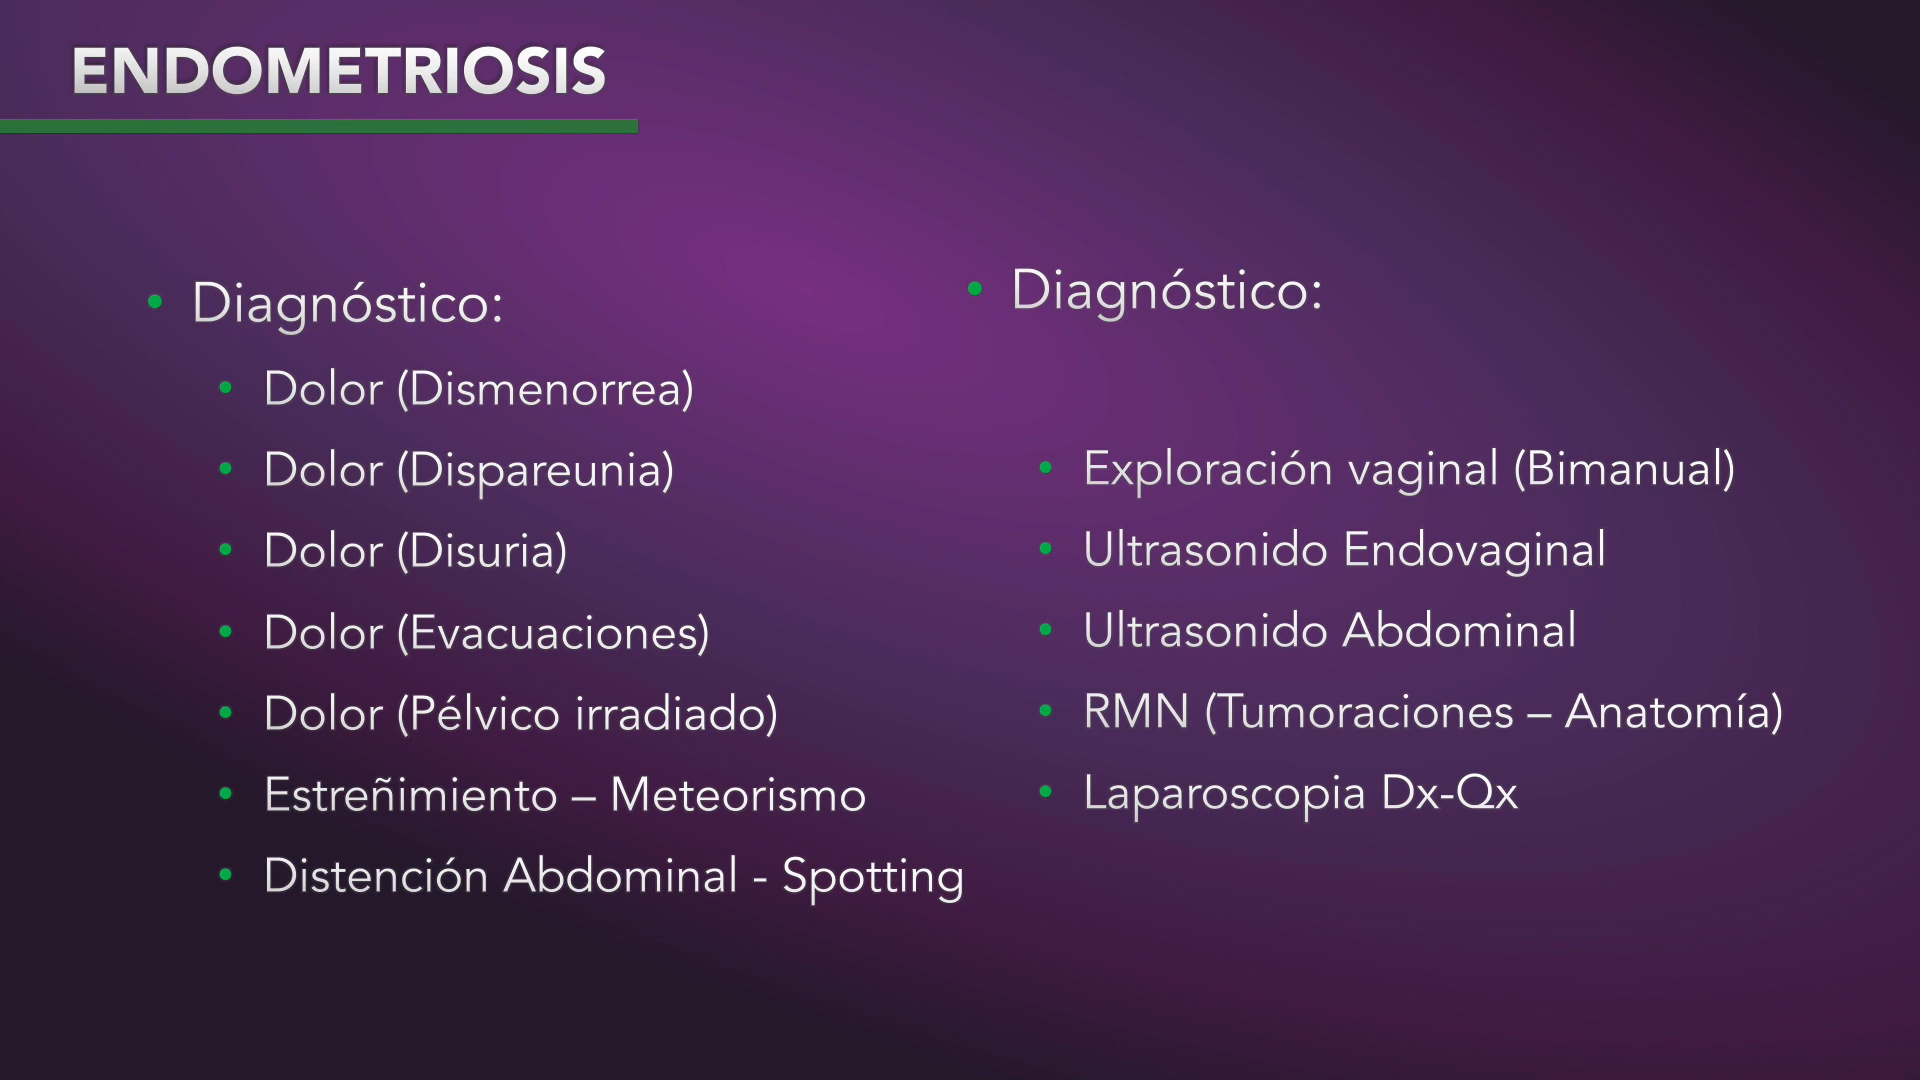 ENDOMETRIOSIS
• Diagnóstico:
• Dolor (Dismenorrea)
• Dolor (Dispareunia)
• Dolor (Disuria)
• Dolor (Evacuaciones)
• Dolor (Pélvico irradiado)
• Estreñimiento – Meteorismo
• Distención Abdominal - Spotting
• Diagnóstico:
• Exploración vaginal (Bimanual)
• Ultrasonido Endovaginal
• Ultrasonido Abdominal
• RMN (Tumoraciones – Anatomía)
• Laparoscopia Dx-Qx